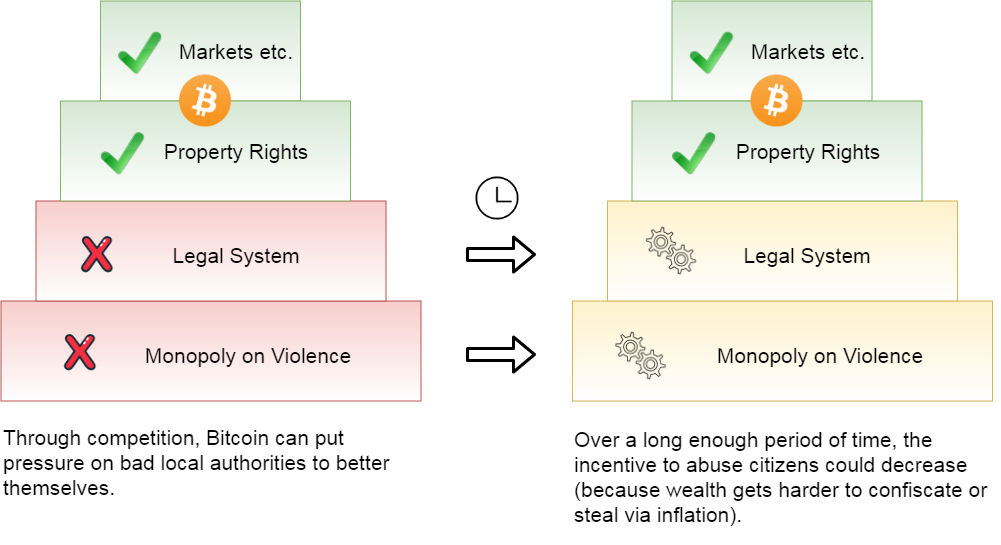 Markets etc.
Property Rights
Legal System
Monopoly on Violence
Through competition, Bitcoin can put
pressure on bad local authorities to better
themselves.
Markets etc.
Property Rights
Legal System
Monopoly on Violence
Over a long enough period of time, the
incentive to abuse citizens could decrease
(because wealth gets harder to confiscate or
steal via inflation).